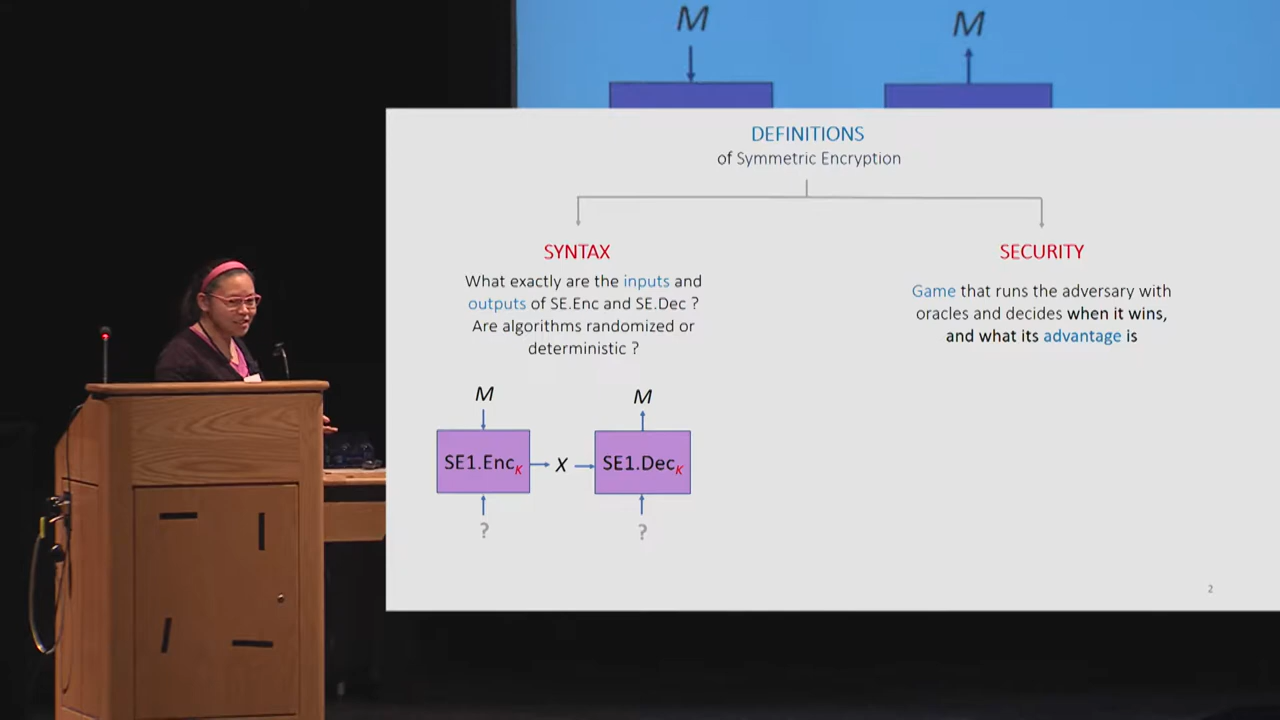 M M
DEFINITIONS
of Symmetric Encryption
SYNTAX
What exactly are the inputs and
outputs of SE.Enc and SE.Dec ?
Are algorithms randomized or
deterministic ?
SECURITY
Game that runs the adversary with
oracles and decides when it wins,
and what its advantage is
M M
SE1.EncK X SE1.DecK
? ?
2